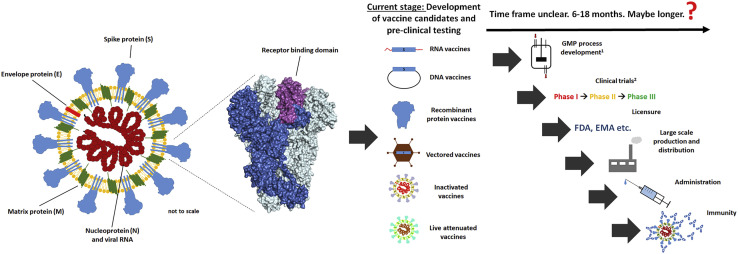 Spike protein (S)
Envelope protein (E)
Matrix protein (M)
Nucleoprotein (N)
and viral RNA
not to scale
Receptor binding domain
Current stage: Development
of vaccine candidates and
pre-clinical testing
RNA vaccines
DNA vaccines
Recombinant
protein vaccines
Vectored vaccines
Inactivated
vaccines
Live attenuated
vaccines
Time frame unclear. 6-18 months. Maybe longer. ?
GMP process
development¹
Clinical trials²
Phase I → Phase II → Phase III
Licensure
FDA, EMA etc.
Large scale
production and
distribution
Administration
Immunity